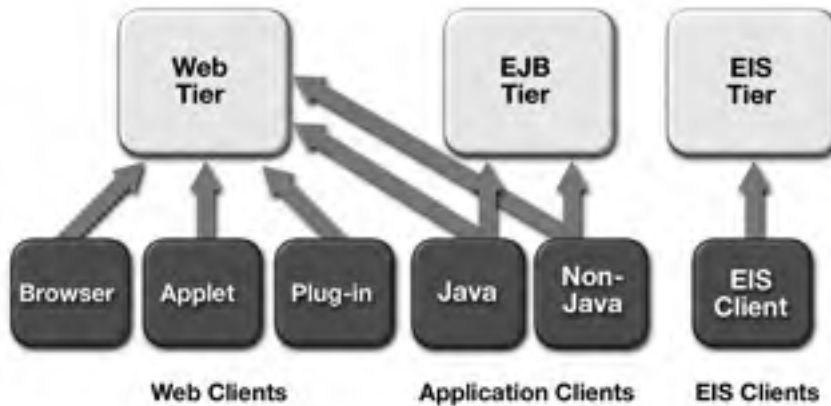 Web
Tier
EJB
Tier
EIS
Tier
Browser
Applet
Plug-in
Java
Non-
Java
EIS
Client
Web Clients
Application Clients
EIS Clients